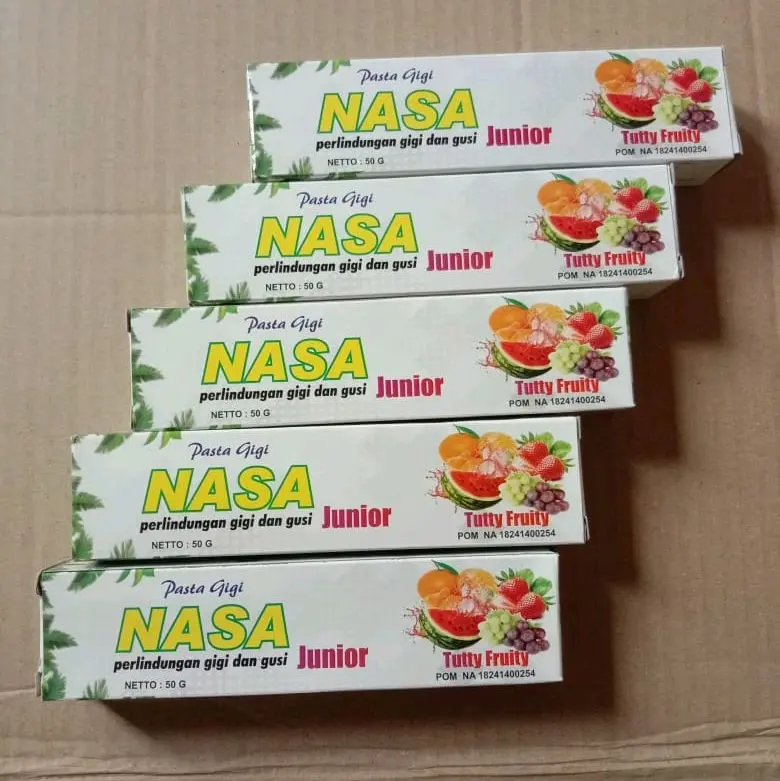 Pasta Gigi
NASA
perlindungan gigi dan gusi Junior
NETTO : 50 G
Tutty Fruity
POM NA 18241400254
Pasta Gigi
NASA
perlindungan gigi dan gusi Junior
NETTO : 50 G
Tutty Fruity
POM NA 18241400254
Pasta Gigi
NASA
perlindungan gigi dan gusi Junior
NETTO : 50 G
Tutty Fruity
POM NA 18241400254
Pasta Gigi
NASA
perlindungan gigi dan gusi Junior
NETTO : 50 G
Tutty Fruity
POM NA 18241400254
Pasta Gigi
NASA
perlindungan gigi dan gusi Junior
NETTO : 50 G
Tutty Fruity
POM NA 18241400254